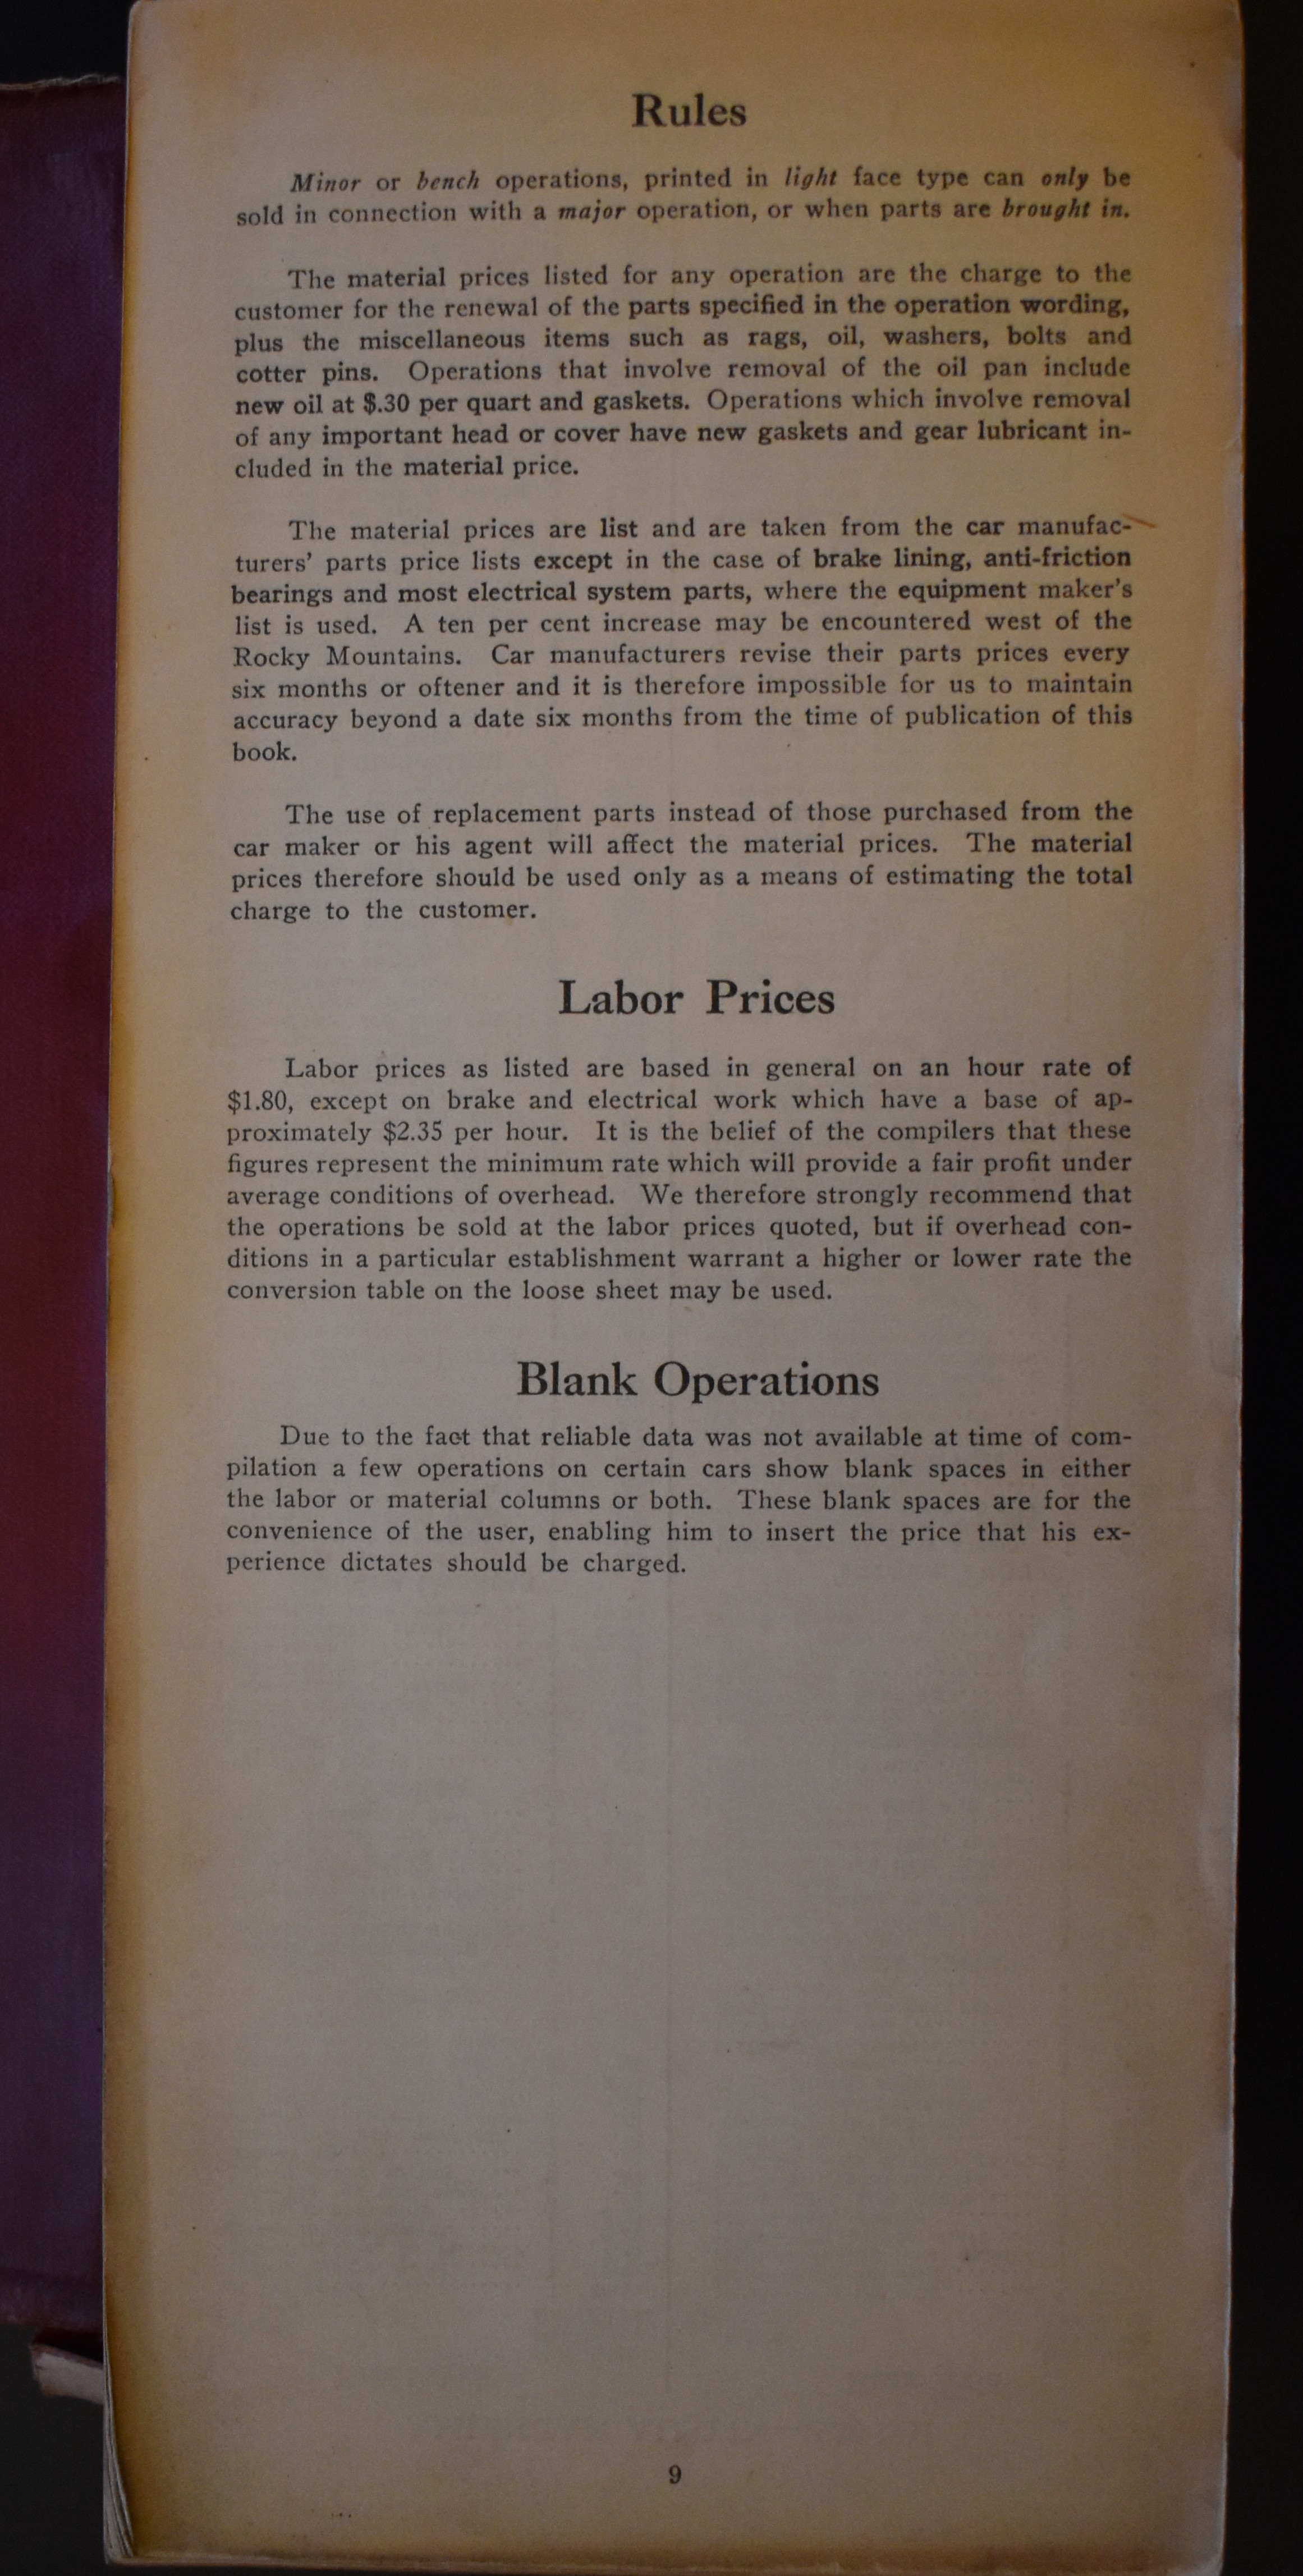 Rules
Minor or bench operations, printed in light face type can only be
sold in connection with a major operation, or when parts are brought in.
The material prices listed for any operation are the charge to the
customer for the renewal of the parts specified in the operation wording,
plus the miscellaneous items such as rags, oil, washers, bolts and
cotter pins. Operations that involve removal of the oil pan include
new oil at $.30 per quart and gaskets. Operations which involve removal
of any important head or cover have new gaskets and gear lubricant in-
cluded in the material price.
The material prices are list and are taken from the car manufac-
turers' parts price lists except in the case of brake lining, anti-friction
bearings and most electrical system parts, where the equipment maker's
list is used. A ten per cent increase may be encountered west of the
Rocky Mountains. Car manufacturers revise their parts prices every
six months or oftener and it is therefore impossible for us to maintain
accuracy beyond a date six months from the time of publication of this
book.
The use of replacement parts instead of those purchased from the
car maker or his agent will affect the material prices. The material
prices therefore should be used only as a means of estimating the total
charge to the customer.
Labor Prices
Labor prices as listed are based in general on an hour rate of
$1.80, except on brake and electrical work which have a base of ap-
proximately $2.35 per hour. It is the belief of the compilers that these
figures represent the minimum rate which will provide a fair profit under
average conditions of overhead. We therefore strongly recommend that
the operations be sold at the labor prices quoted, but if overhead con-
ditions in a particular establishment warrant a higher or lower rate the
conversion table on the loose sheet may be used.
Blank Operations
Due to the fact that reliable data was not available at time of com-
pilation a few operations on certain cars show blank spaces in either
the labor or material columns or both. These blank spaces are for the
convenience of the user, enabling him to insert the price that his ex-
perience dictates should be charged.
9